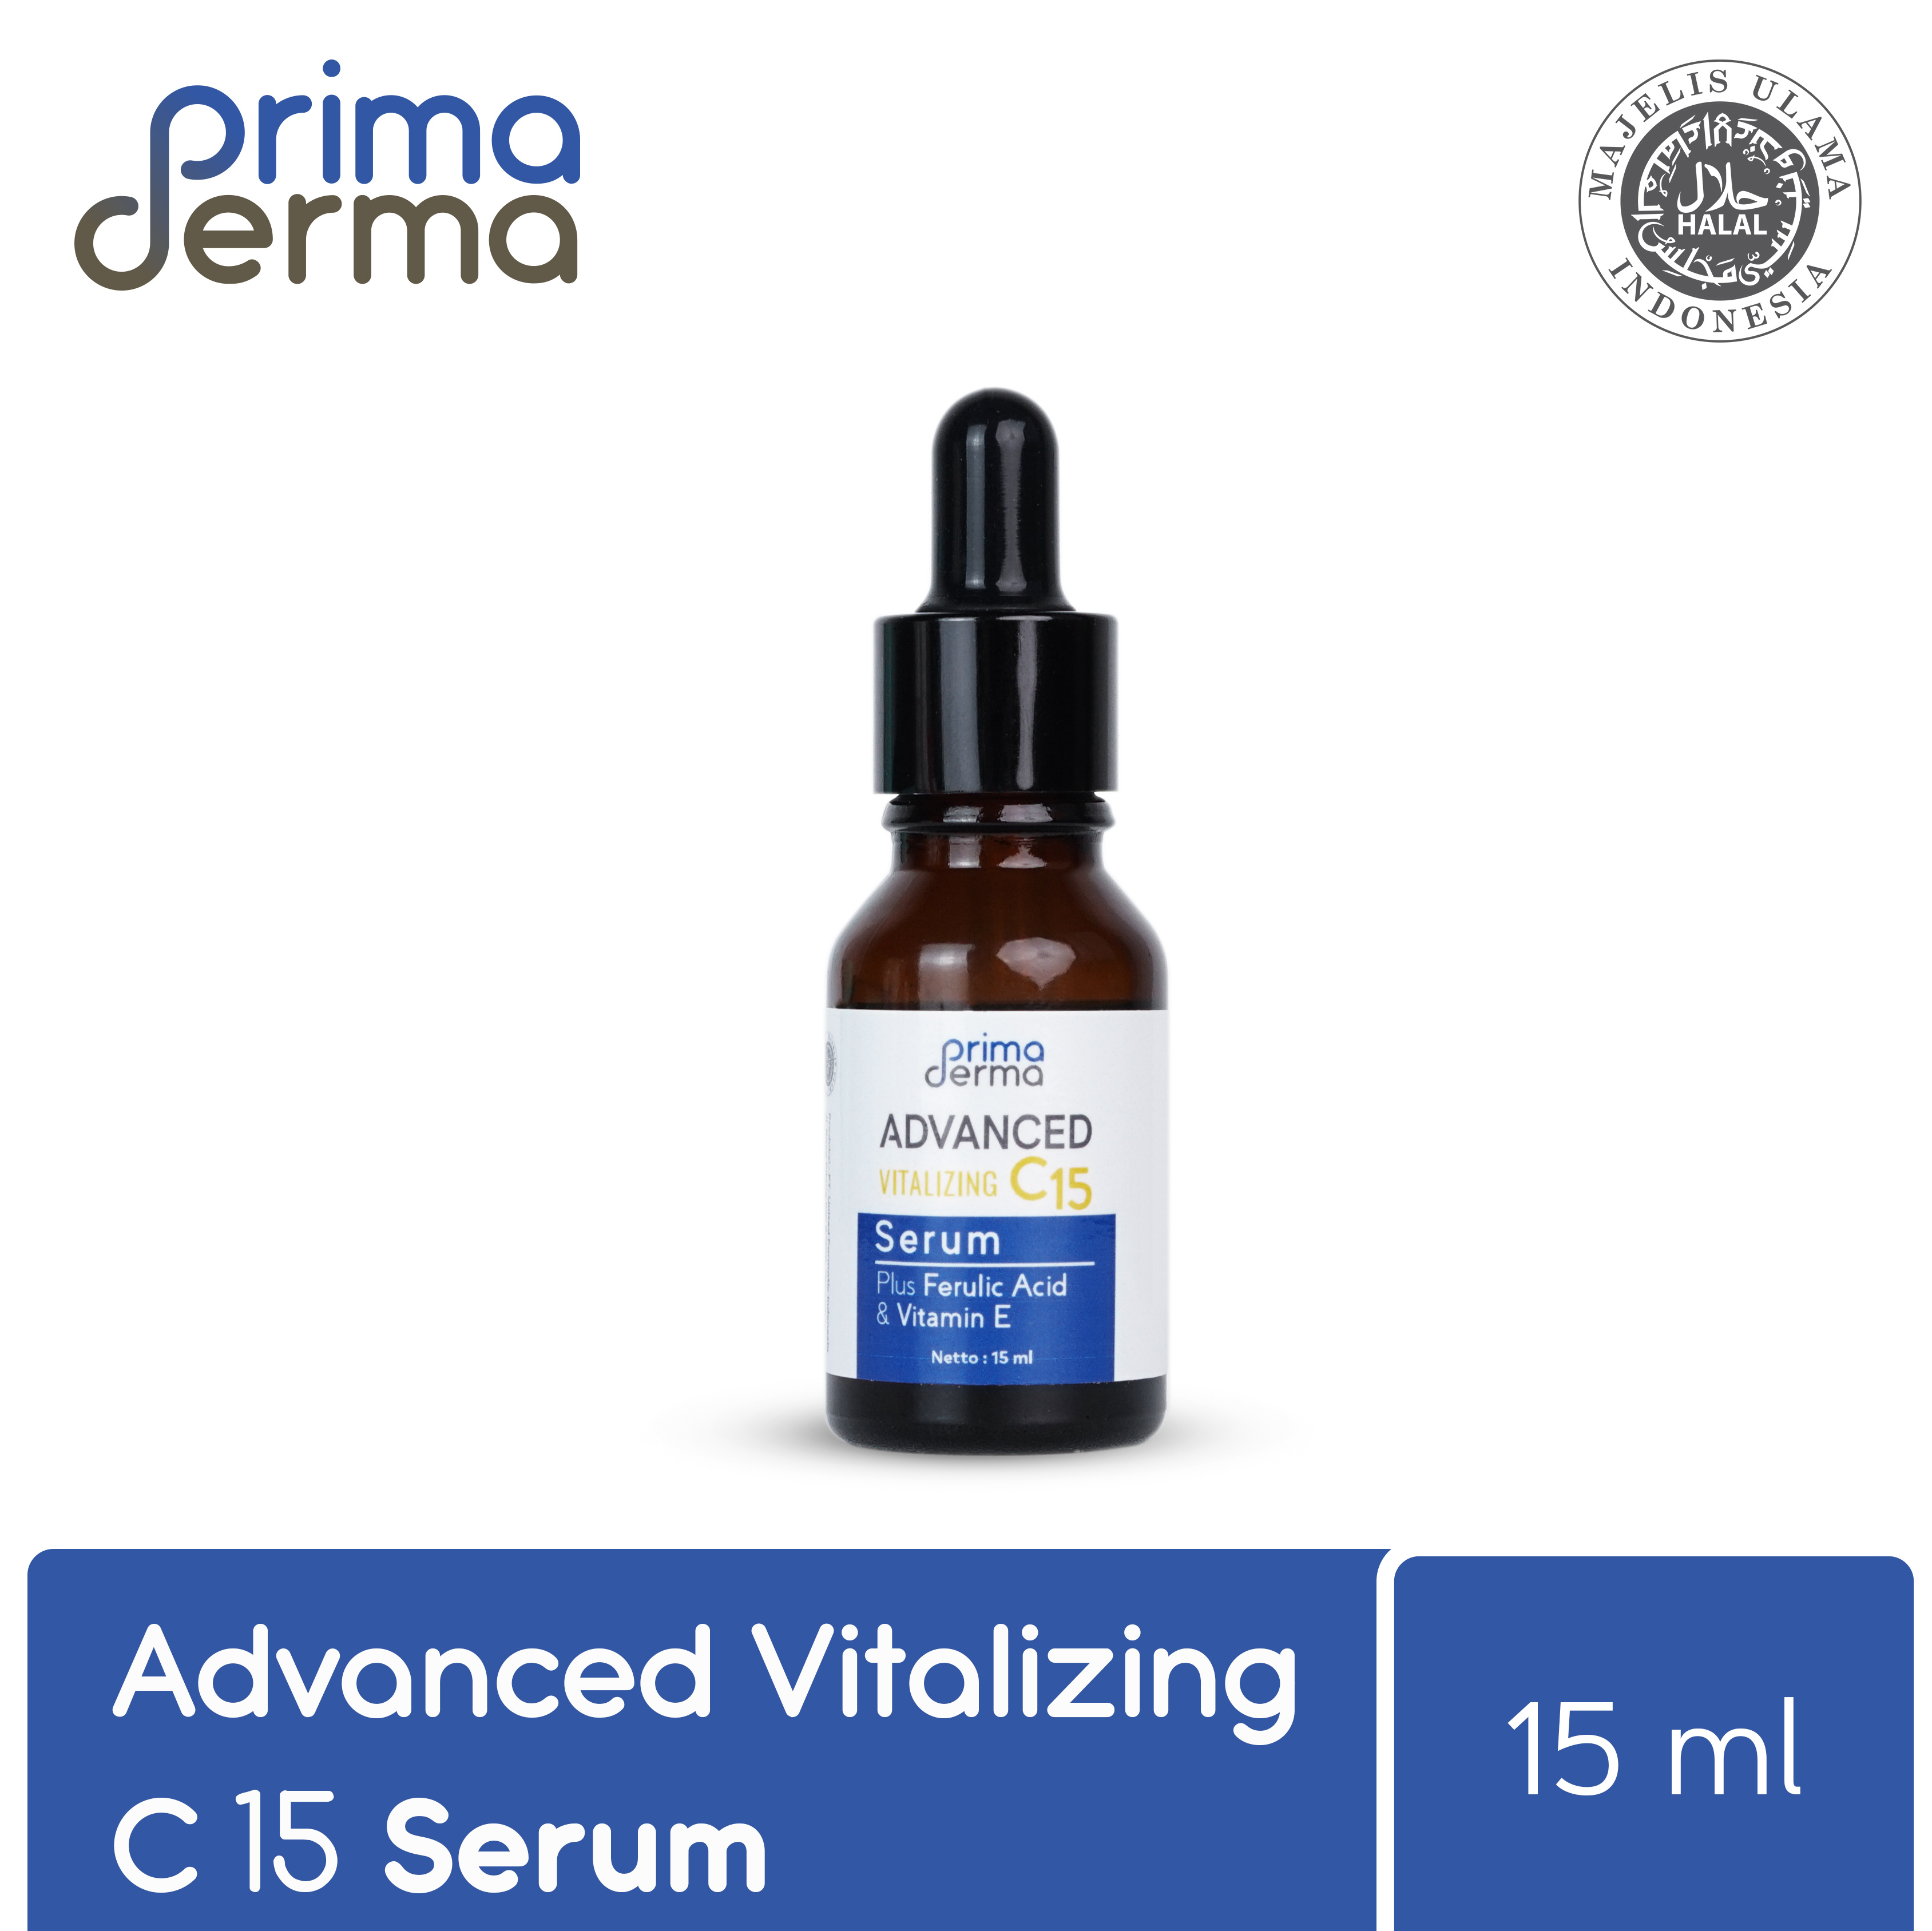 prima
derma
MAJELIS ULAMA
حلال
HALAL
INDONESIA
prima
derma
ADVANCED
VITALIZING C15
Serum
Plus Ferulic Acid
& Vitamin E
Netto : 15 ml
Advanced Vitalizing
C 15 Serum
15 ml